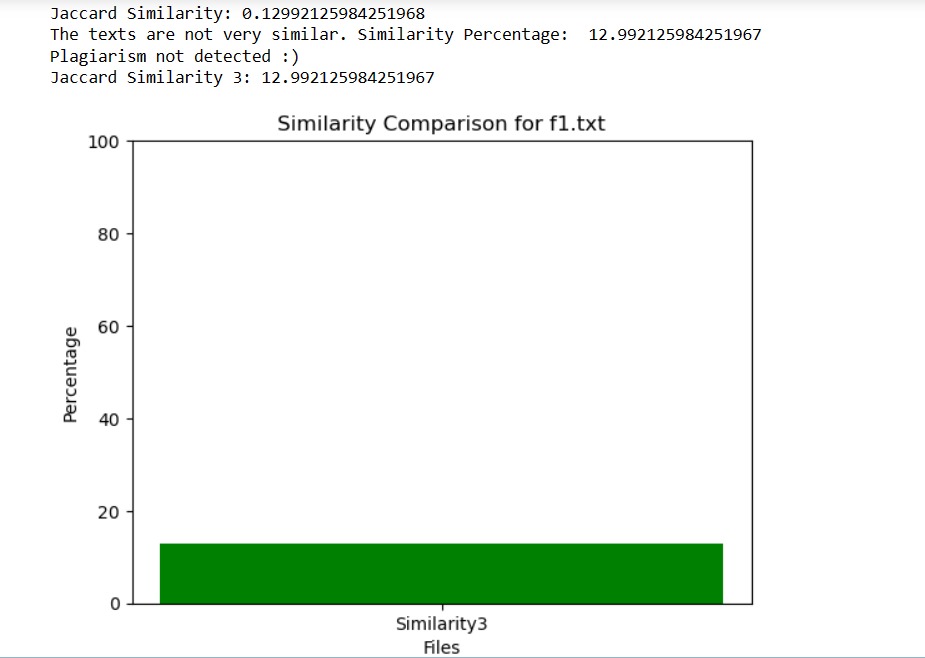 Jaccard Similarity: 0.12992125984251968
The texts are not very similar. Similarity Percentage:  12.992125984251967
Plagiarism not detected :)
Jaccard Similarity 3: 12.992125984251967
Similarity Comparison for f1.txt
100
80
60
40
20
0
Percentage
Similarity3
Files